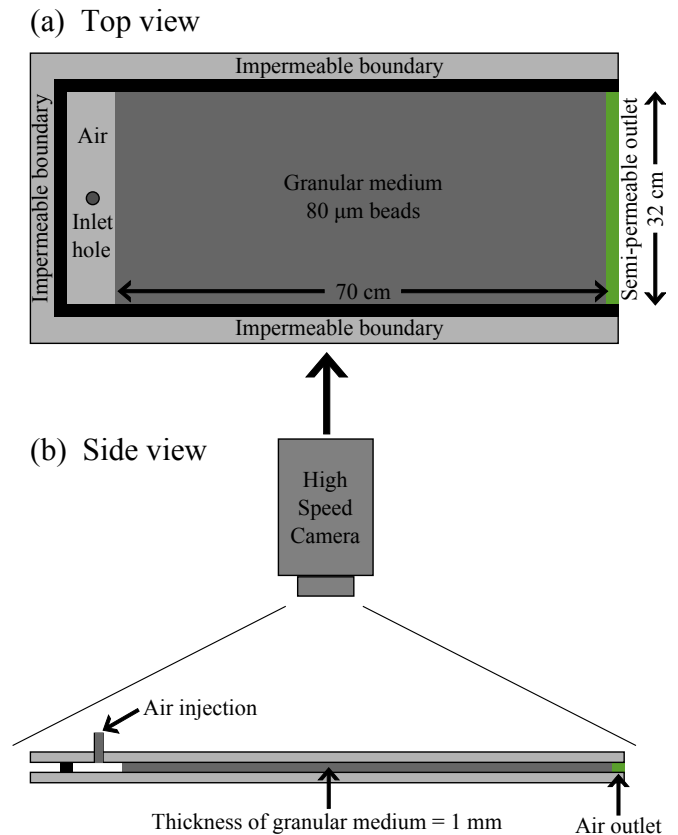 (a) Top view
Impermeable boundary
Impermeable boundary
Air
Inlet
hole
Granular medium
80 μm beads
70 cm
Semi-permeable outlet
32 cm
Impermeable boundary
(b) Side view
High
Speed
Camera
Air injection
Thickness of granular medium = 1 mm
Air outlet